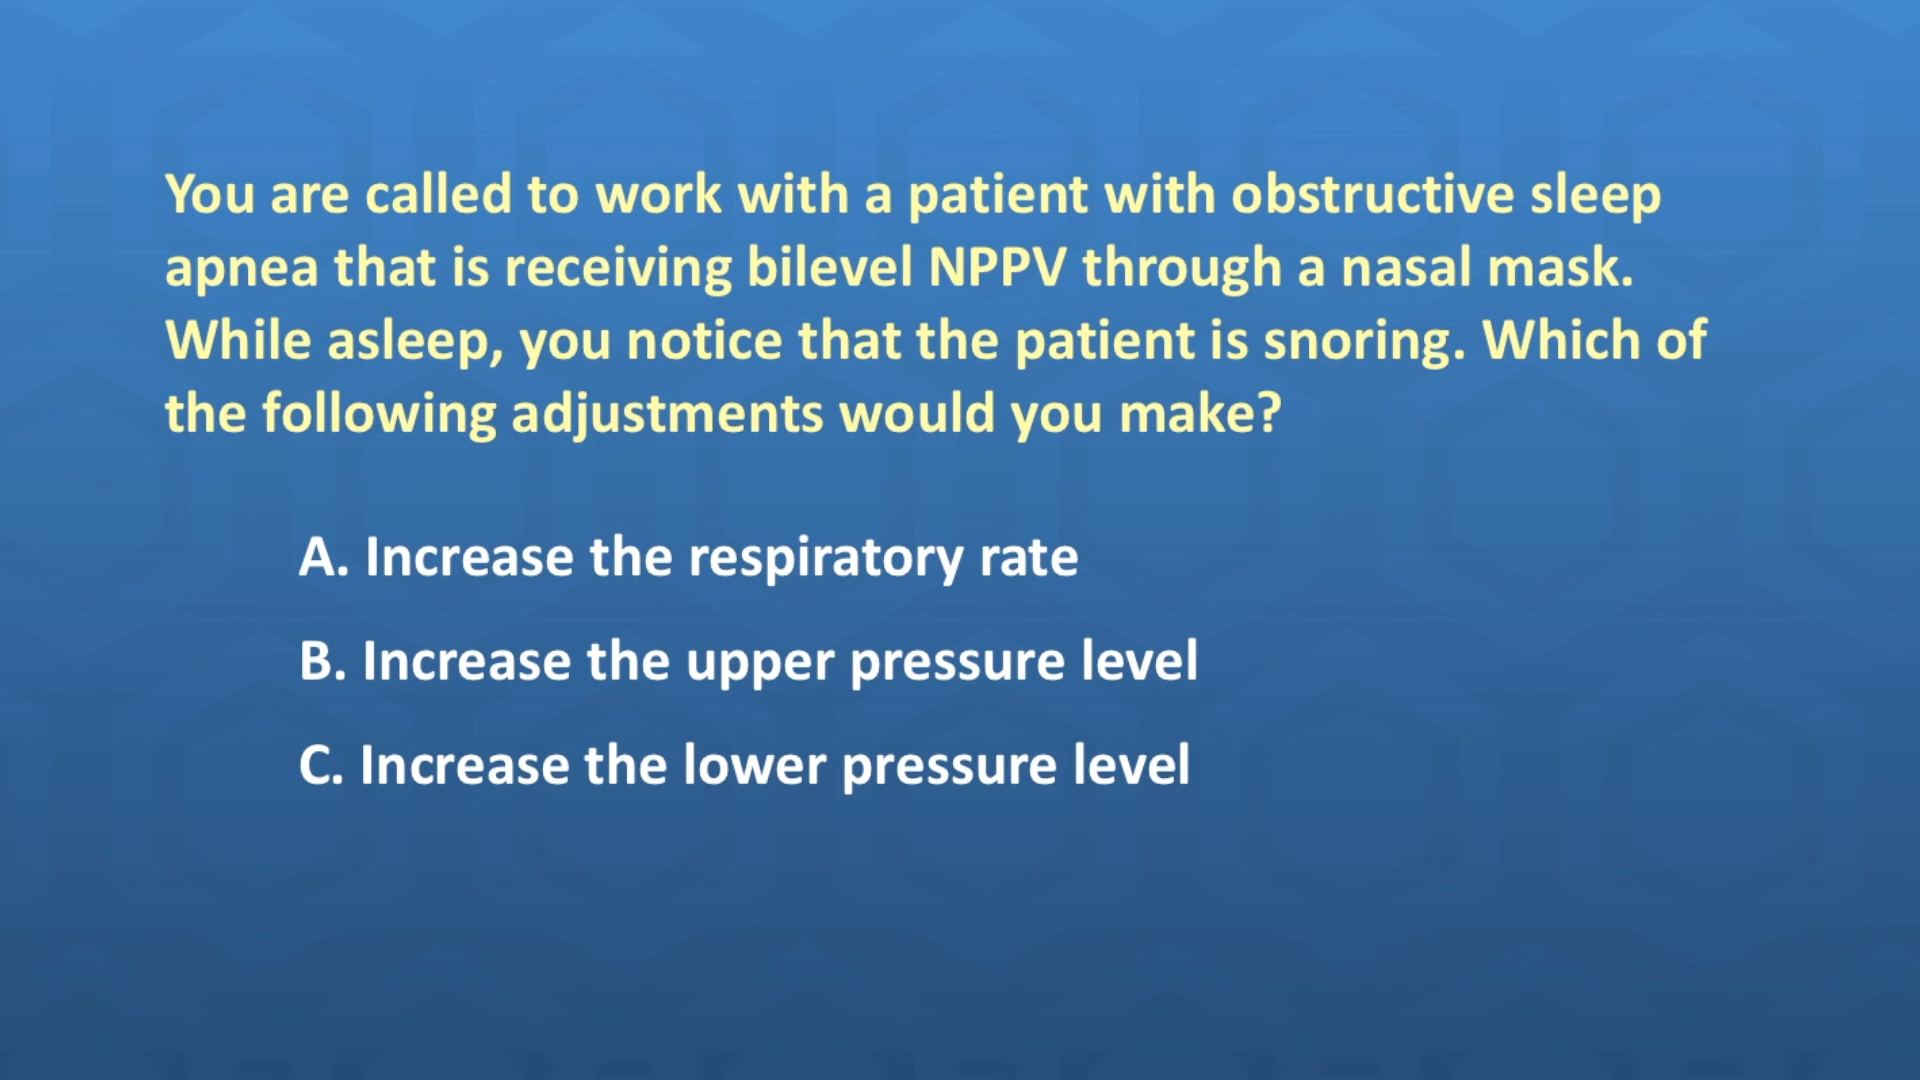 You are called to work with a patient with obstructive sleep
apnea that is receiving bilevel NPPV through a nasal mask.
While asleep, you notice that the patient is snoring. Which of
the following adjustments would you make?
A. Increase the respiratory rate
B. Increase the upper pressure level
C. Increase the lower pressure level